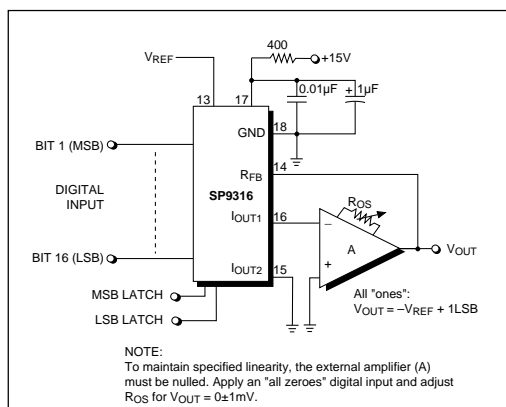 400
+15V
VREF
0.01µF
+ 1µF
13
17
GND
18
BIT 1 (MSB)
RFB
14
DIGITAL
INPUT
SP9316
ROS
IOUT1
16
–
A
VOUT
+
BIT 16 (LSB)
IOUT2
15
All "ones":
VOUT = –VREF + 1LSB
MSB LATCH
LSB LATCH
NOTE:
To maintain specified linearity, the external amplifier (A)
must be nulled. Apply an "all zeroes" digital input and adjust
ROS for VOUT = 0±1mV.